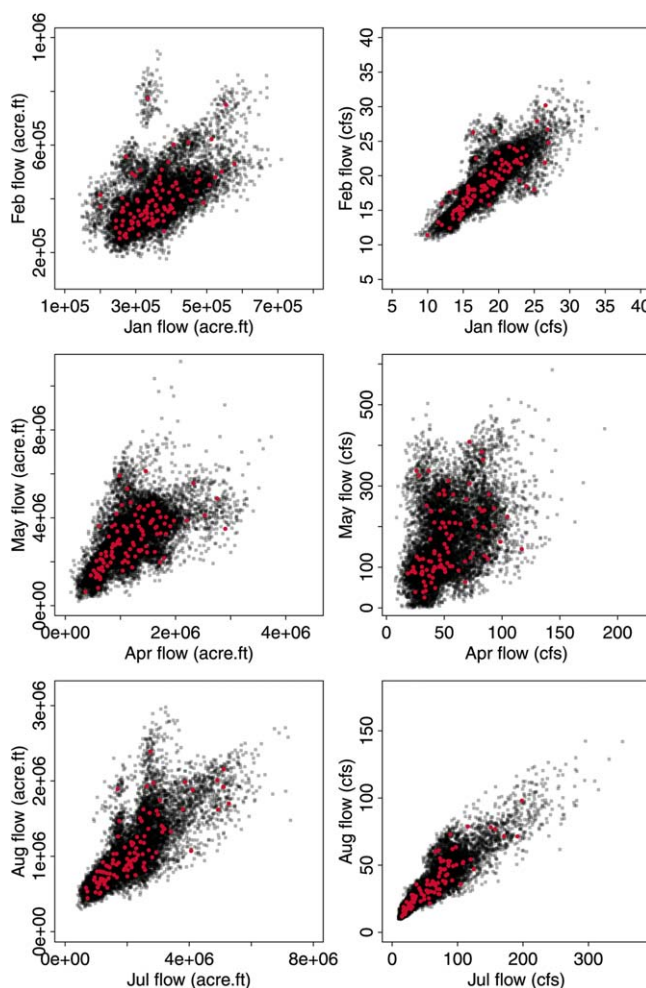 1e+06
6e+05
2e+05
Feb flow (acre.ft)
1e+05 3e+05 5e+05 7e+05
Jan flow (acre.ft)
40
35
30
25
20
15
10
5
Feb flow (cfs)
5 10 15 20 25 30 35 40
Jan flow (cfs)
8e+06
4e+06
0e+00
May flow (acre.ft)
0e+00 2e+06 4e+06
Apr flow (acre.ft)
500
300
100
0
May flow (cfs)
0 50 100 150 200
Apr flow (cfs)
3e+06
2e+06
1e+06
0e+00
Aug flow (acre.ft)
0e+00 4e+06 8e+06
Jul flow (acre.ft)
150
100
50
0
Aug flow (cfs)
0 100 200 300
Jul flow (cfs)